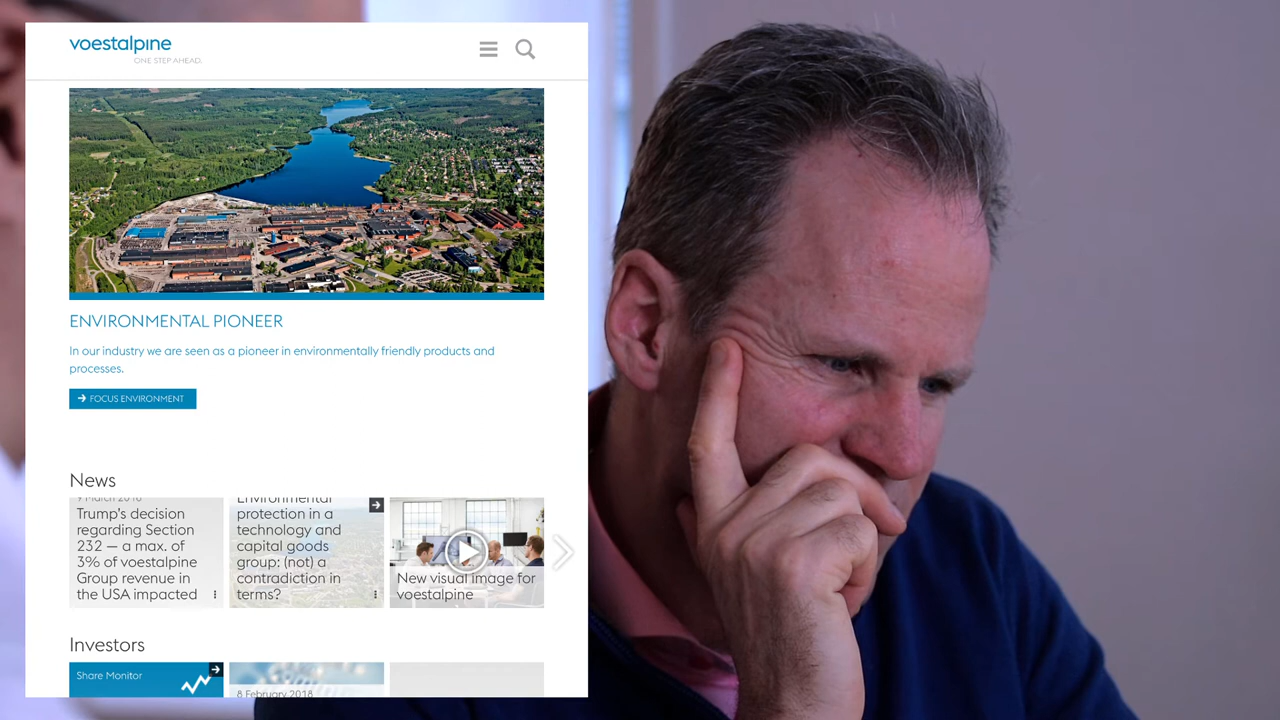 voestalpine
ONE STEP AHEAD.
ENVIRONMENTAL PIONEER
In our industry we are seen as a pioneer in environmentally friendly products and
processes.
FOCUS ENVIRONMENT
News
9 March 2018
Trump's decision
regarding Section
232 – a max. of
3% of voestalpine
Group revenue in
the USA impacted
Environmental
protection in a
technology and
capital goods
group: (not) a
contradiction in
terms?
New visual image for
voestalpine
Investors
Share Monitor
8 February 2018